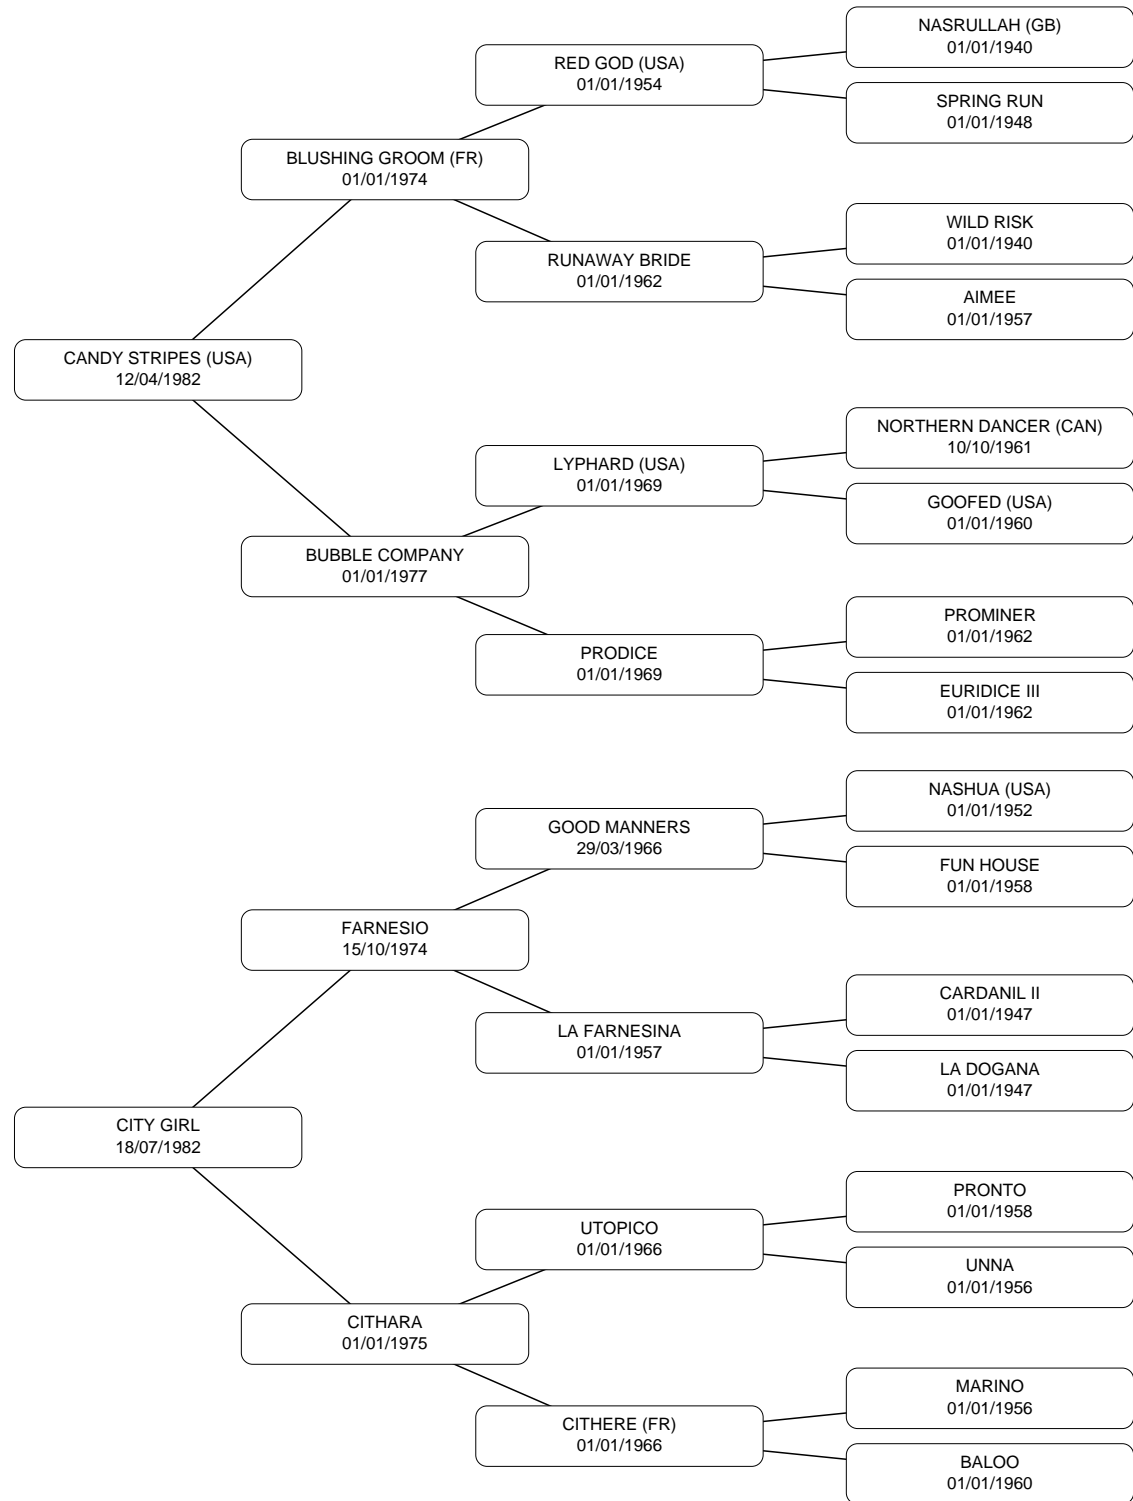 NASRULLAH (GB)
01/01/1940
RED GOD (USA)
01/01/1954
SPRING RUN
01/01/1948
BLUSHING GROOM (FR)
01/01/1974
WILD RISK
01/01/1940
RUNAWAY BRIDE
01/01/1962
AIMEE
01/01/1957
CANDY STRIPES (USA)
12/04/1982
NORTHERN DANCER (CAN)
10/10/1961
LYPHARD (USA)
01/01/1969
GOOFED (USA)
01/01/1960
BUBBLE COMPANY
01/01/1977
PROMINER
01/01/1962
PRODICE
01/01/1969
EURIDICE III
01/01/1962
NASHUA (USA)
01/01/1952
GOOD MANNERS
29/03/1966
FUN HOUSE
01/01/1958
FARNESIO
15/10/1974
CARDANIL II
01/01/1947
LA FARNESINA
01/01/1957
LA DOGANA
01/01/1947
CITY GIRL
18/07/1982
PRONTO
01/01/1958
UTOPICO
01/01/1966
UNNA
01/01/1956
CITHARA
01/01/1975
MARINO
01/01/1956
CITHERE (FR)
01/01/1966
BALOO
01/01/1960